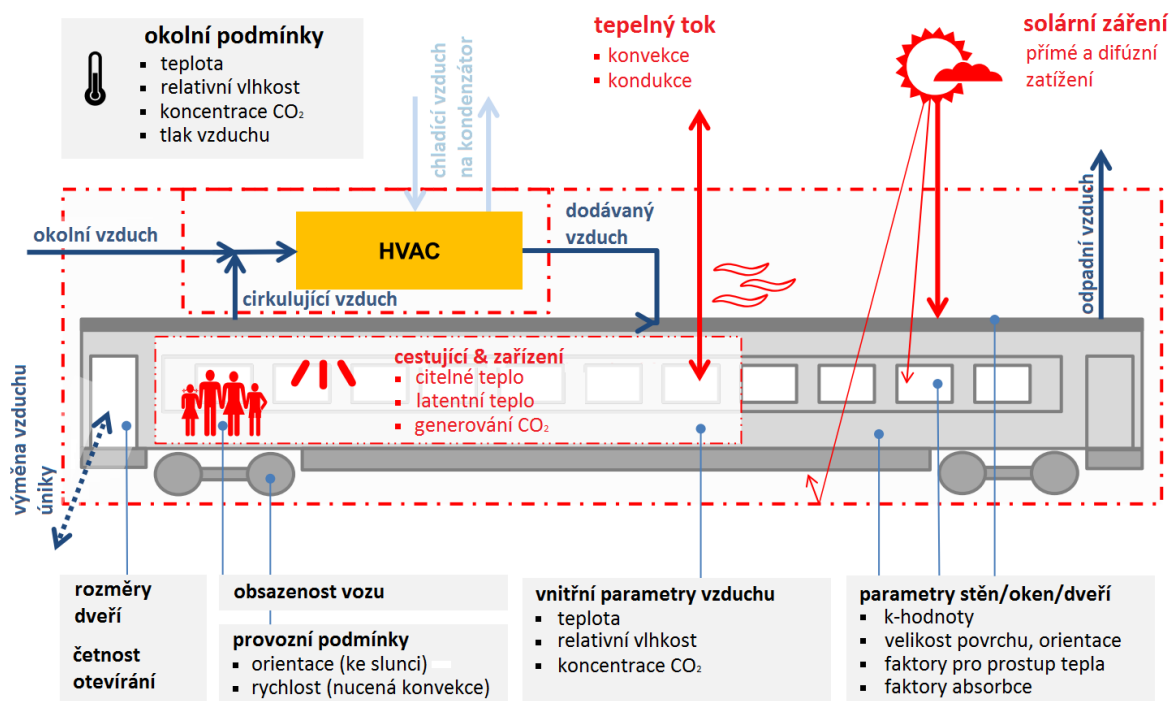 okolní podmínky
▪ teplota
▪ relativní vlhkost
▪ koncentrace CO₂
▪ tlak vzduchu
chladící vzduch
na kondenzátor
tepelný tok
▪ konvekce
▪ kondukce
solární záření
přímé a difúzní
zatížení
okolní vzduch
HVAC
dodávaný
vzduch
cirkulující vzduch
odpadní vzduch
cestující & zařízení
▪ citelné teplo
▪ latentní teplo
▪ generování CO₂
výměna vzduchu
úniky
rozměry
dveří
četnost
otevírání
obsazenost vozu
provozní podmínky
▪ orientace (ke slunci)
▪ rychlost (nucená konvekce)
vnitřní parametry vzduchu
▪ teplota
▪ relativní vlhkost
▪ koncentrace CO₂
parametry stěn/oken/dveří
▪ k-hodnoty
▪ velikost povrchu, orientace
▪ faktory pro prostup tepla
▪ faktory absorbce